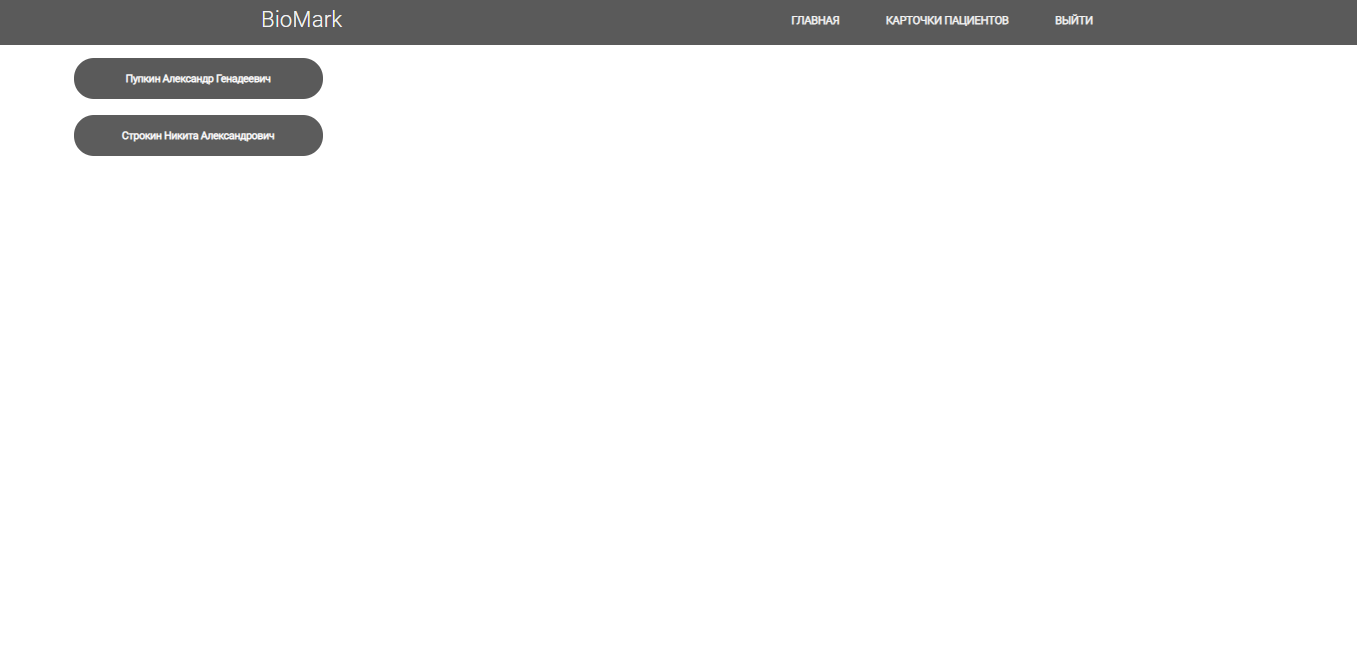 BioMark
ГЛАВНАЯ КАРТОЧКИ ПАЦИЕНТОВ ВЫЙТИ
Пупкин Александр Генадеевич
Строкин Никита Александрович